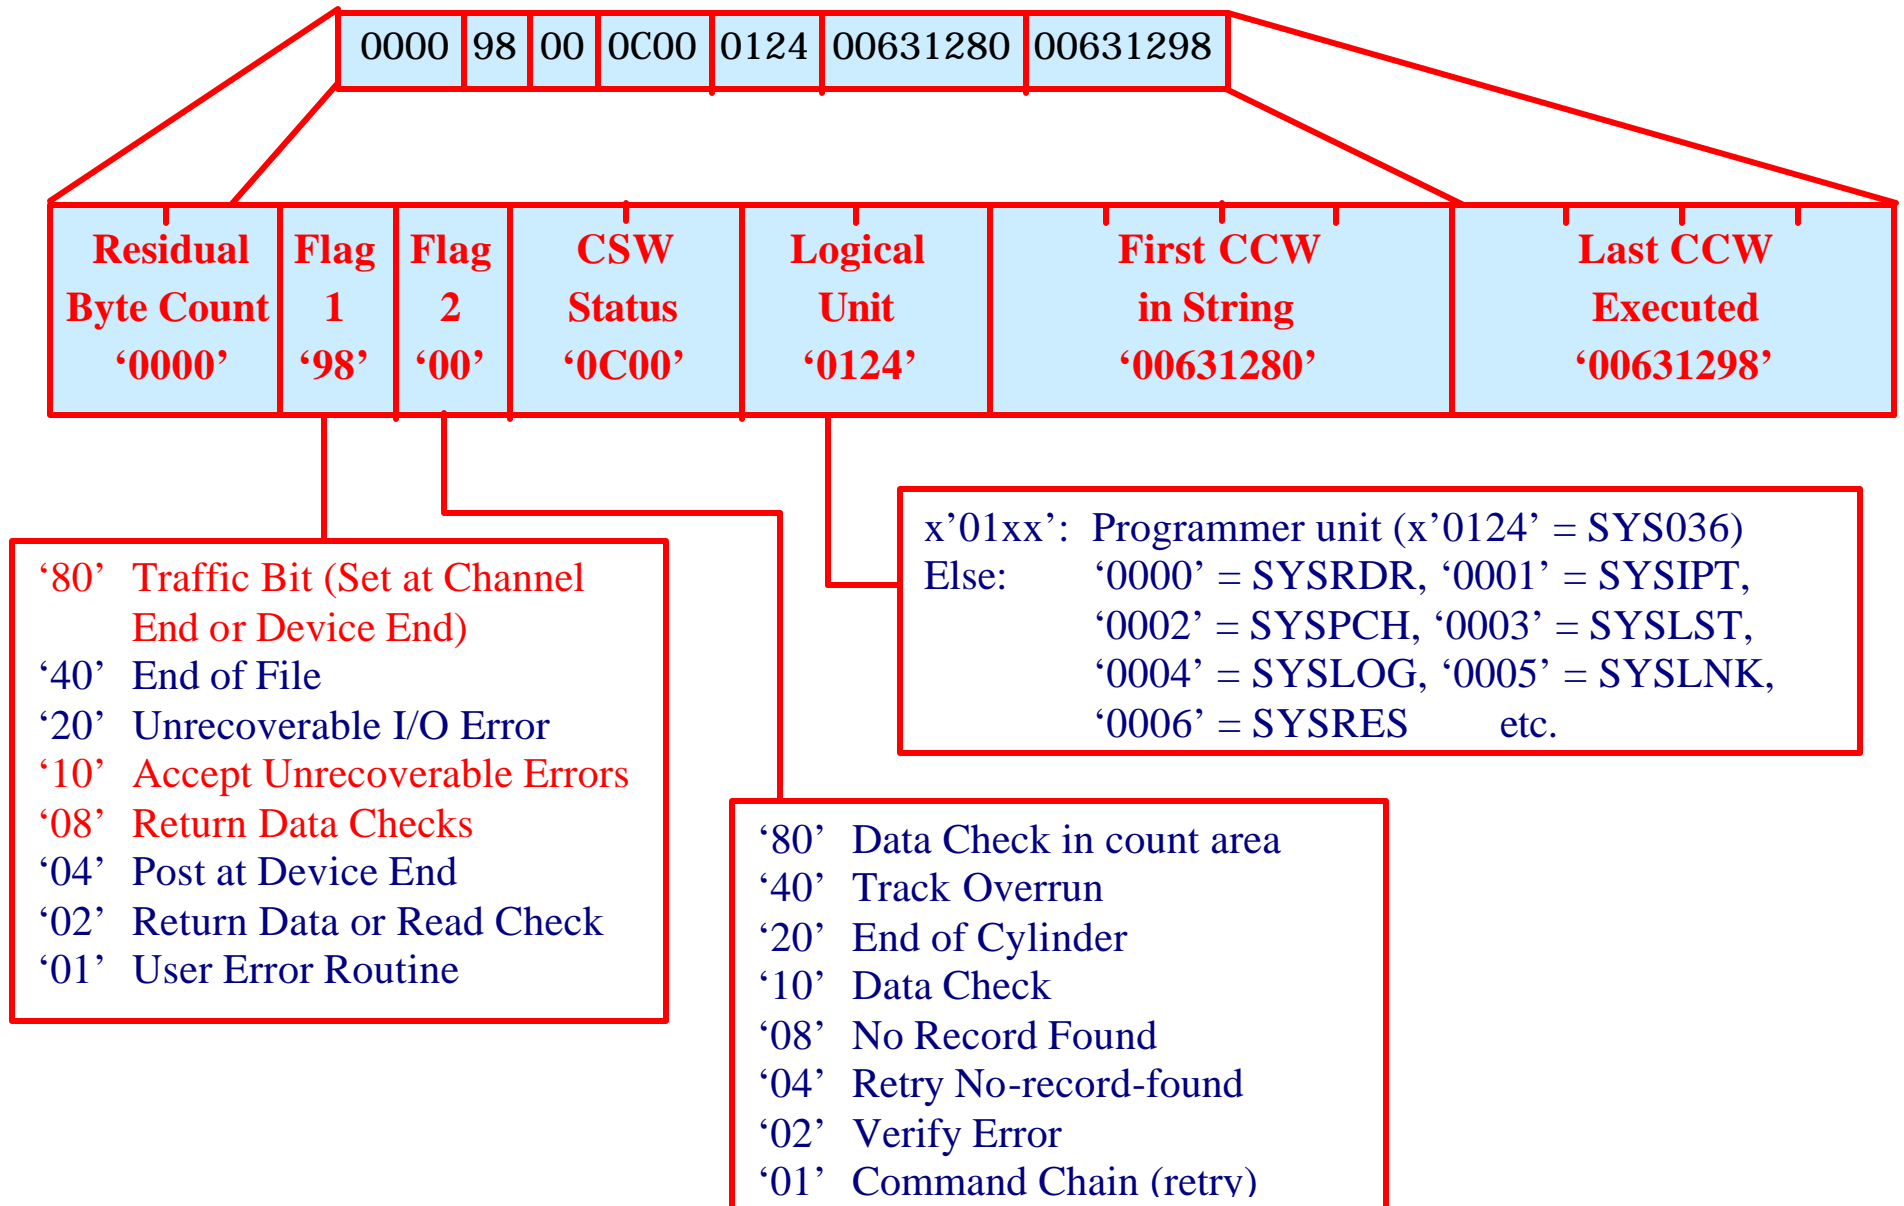 0000 98 00 0C00 0124 00631280 00631298
Residual Byte Count ‘0000’
Flag 1 ‘98’
Flag 2 ‘00’
CSW Status ‘0C00’
Logical Unit ‘0124’
First CCW in String ‘00631280’
Last CCW Executed ‘00631298’
x’01xx’: Programmer unit (x’0124’ = SYS036)
Else: ‘0000’ = SYSRDR, ‘0001’ = SYSIPT,
‘0002’ = SYSPCH, ‘0003’ = SYSLST,
‘0004’ = SYSLOG, ‘0005’ = SYSLNK,
‘0006’ = SYSRES etc.
‘80’ Traffic Bit (Set at Channel
End or Device End)
‘40’ End of File
‘20’ Unrecoverable I/O Error
‘10’ Accept Unrecoverable Errors
‘08’ Return Data Checks
‘04’ Post at Device End
‘02’ Return Data or Read Check
‘01’ User Error Routine
‘80’ Data Check in count area
‘40’ Track Overrun
‘20’ End of Cylinder
‘10’ Data Check
‘08’ No Record Found
‘04’ Retry No-record-found
‘02’ Verify Error
‘01’ Command Chain (retry)